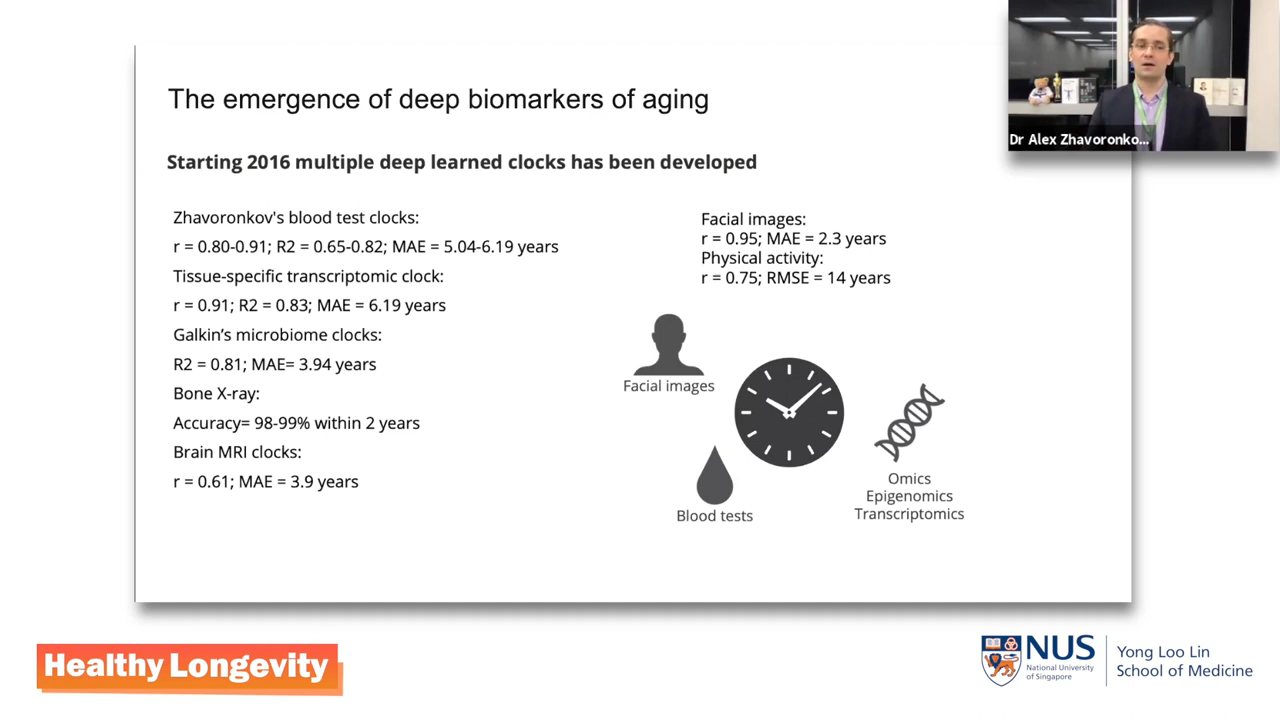 The emergence of deep biomarkers of aging
Starting 2016 multiple deep learned clocks has been developed
Zhavoronkov's blood test clocks:
r = 0.80-0.91; R2 = 0.65-0.82; MAE = 5.04-6.19 years
Tissue-specific transcriptomic clock:
r = 0.91; R2 = 0.83; MAE = 6.19 years
Galkin’s microbiome clocks:
R2 = 0.81; MAE= 3.94 years
Bone X-ray:
Accuracy= 98-99% within 2 years
Brain MRI clocks:
r = 0.61; MAE = 3.9 years
Facial images:
r = 0.95; MAE = 2.3 years
Physical activity:
r = 0.75; RMSE = 14 years
Facial images
Blood tests
Omics
Epigenomics
Transcriptomics
Dr Alex Zhavoronko...
Healthy Longevity
NUS
National University
of Singapore
Yong Loo Lin
School of Medicine